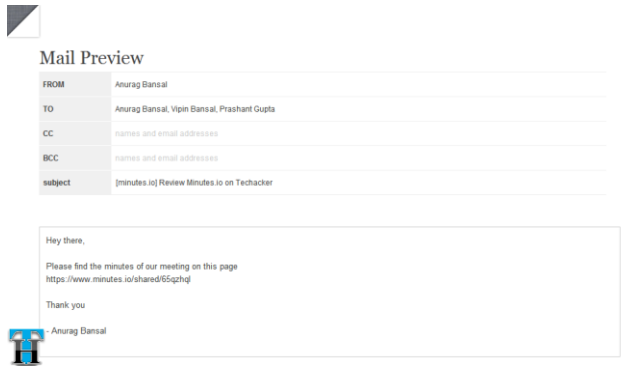 Mail Preview
FROM Anurag Bansal
TO Anurag Bansal, Vipin Bansal, Prashant Gupta
CC names and email addresses
BCC names and email addresses
subject [minutes.io] Review Minutes.io on Techacker
Hey there,
Please find the minutes of our meeting on this page
https://www.minutes.io/shared/65qzhql
Thank you
- Anurag Bansal
TH